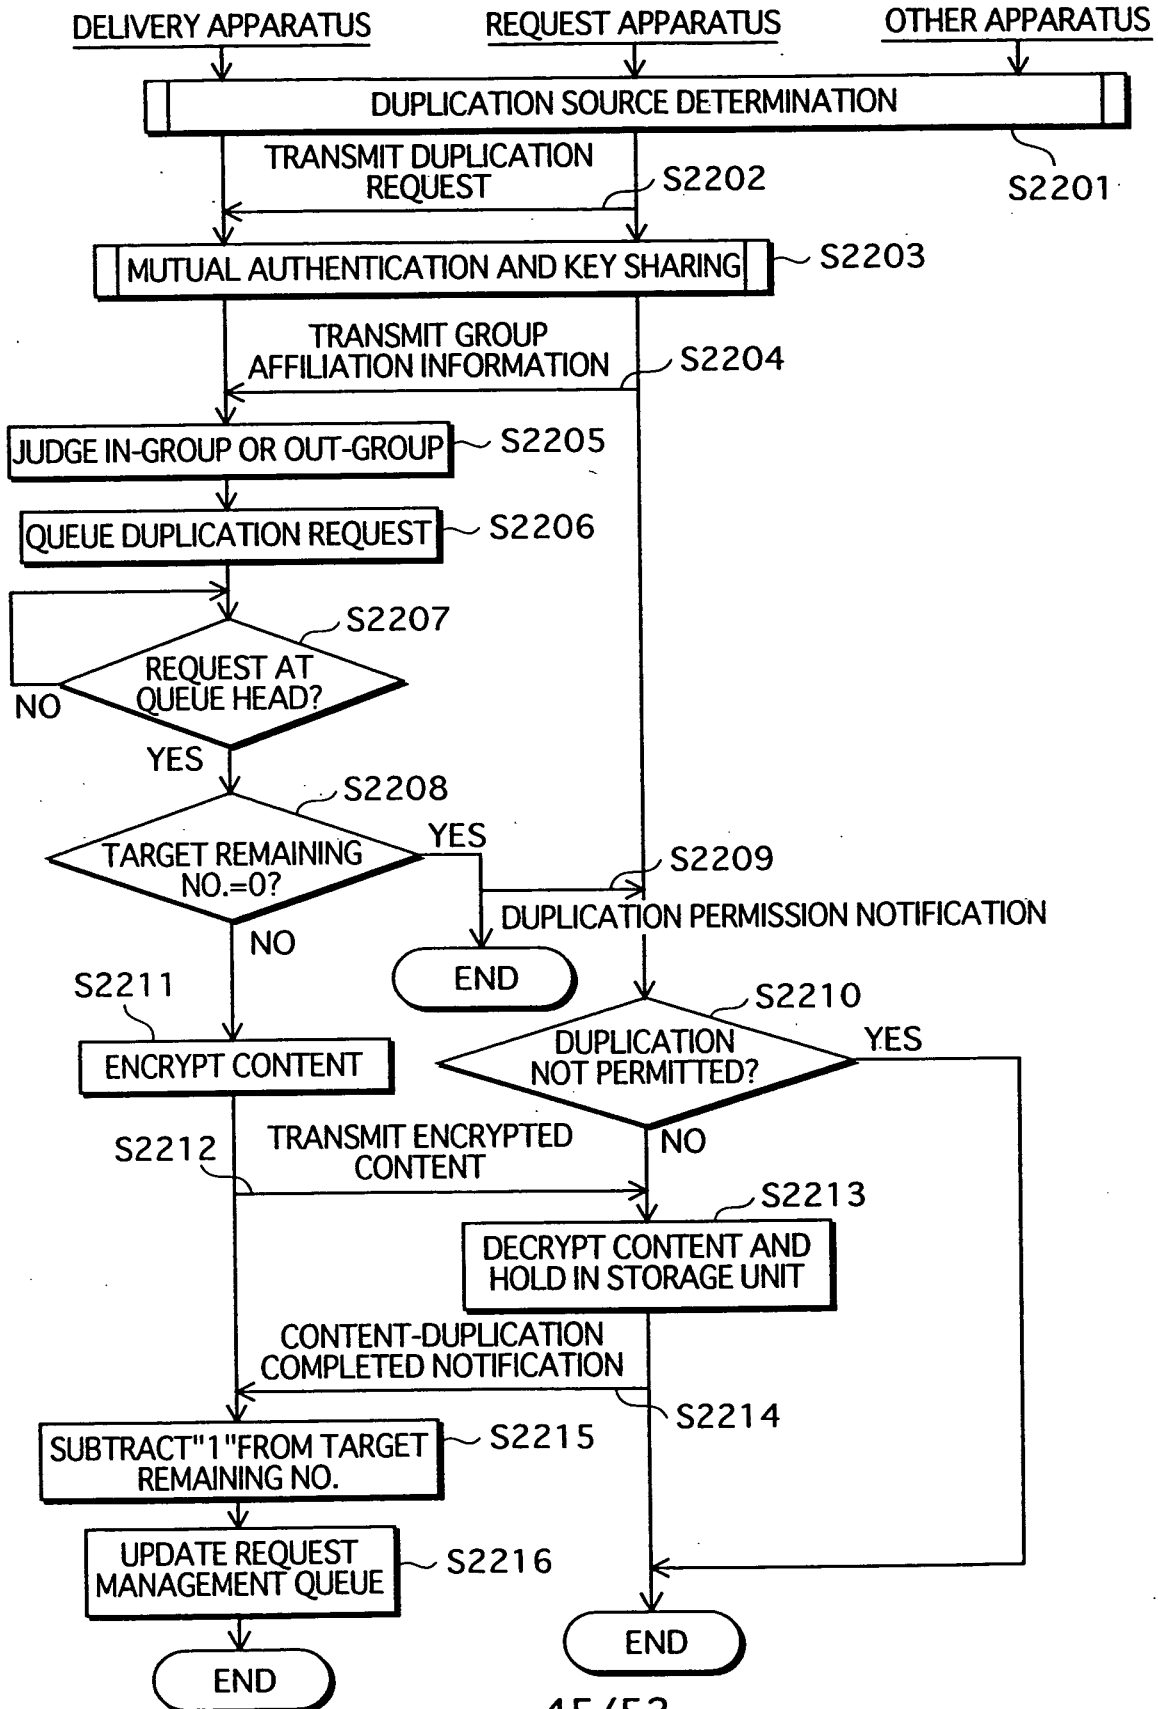 DELIVERY APPARATUS
REQUEST APPARATUS
OTHER APPARATUS
DUPLICATION SOURCE DETERMINATION
S2201
TRANSMIT DUPLICATION
REQUEST
S2202
MUTUAL AUTHENTICATION AND KEY SHARING
S2203
TRANSMIT GROUP
AFFILIATION INFORMATION
S2204
JUDGE IN-GROUP OR OUT-GROUP
S2205
QUEUE DUPLICATION REQUEST
S2206
S2207
REQUEST AT
QUEUE HEAD?
NO
YES
S2208
TARGET REMAINING
NO.=0?
YES
S2209
DUPLICATION PERMISSION NOTIFICATION
NO
END
S2211
ENCRYPT CONTENT
S2210
DUPLICATION
NOT PERMITTED?
YES
NO
S2212
TRANSMIT ENCRYPTED
CONTENT
S2213
DECRYPT CONTENT AND
HOLD IN STORAGE UNIT
CONTENT-DUPLICATION
COMPLETED NOTIFICATION
S2214
SUBTRACT"1"FROM TARGET
REMAINING NO.
S2215
UPDATE REQUEST
MANAGEMENT QUEUE
S2216
END
END